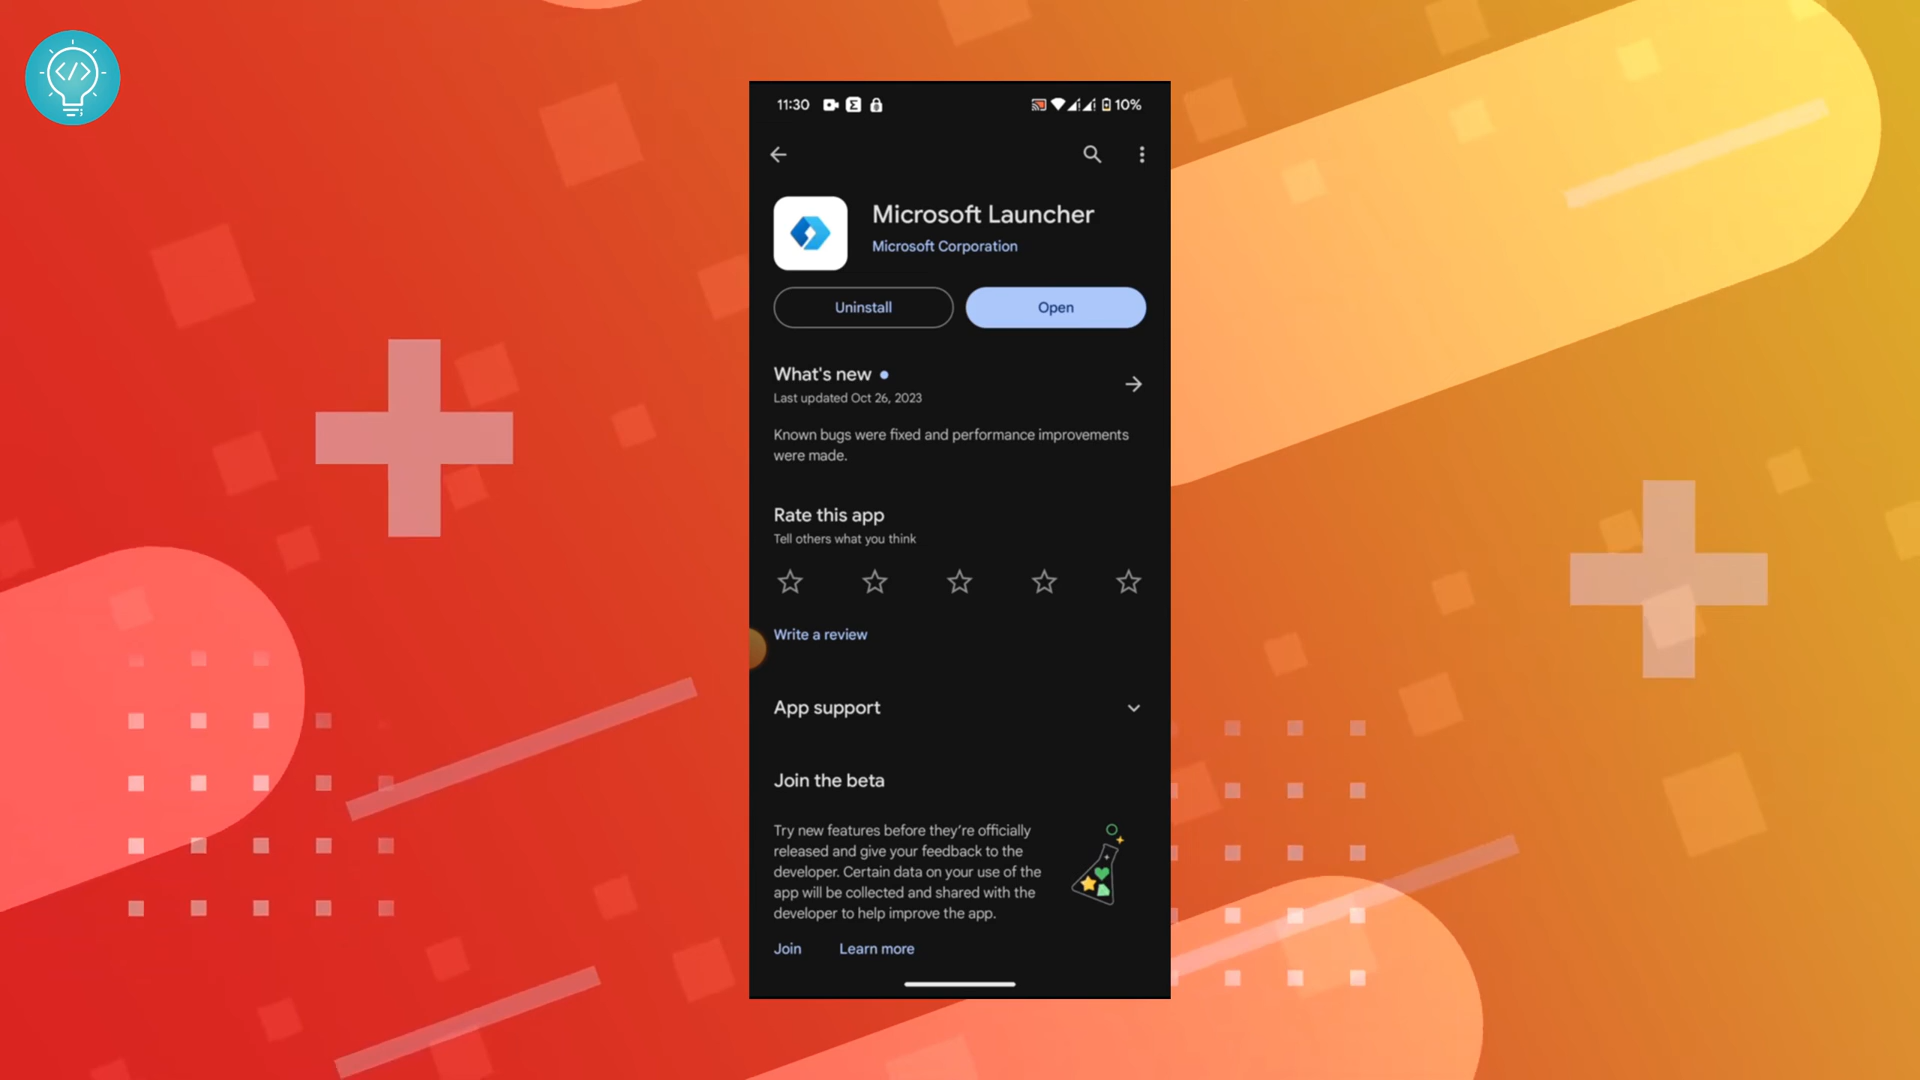 </>
11:30
10%
Microsoft Launcher
Microsoft Corporation
Uninstall
Open
What's new
Last updated Oct 26, 2023
Known bugs were fixed and performance improvements
were made.
Rate this app
Tell others what you think
Write a review
App support
Join the beta
Try new features before they’re officially
released and give your feedback to the
developer. Certain data on your use of the
app will be collected and shared with the
developer to help improve the app.
Join
Learn more